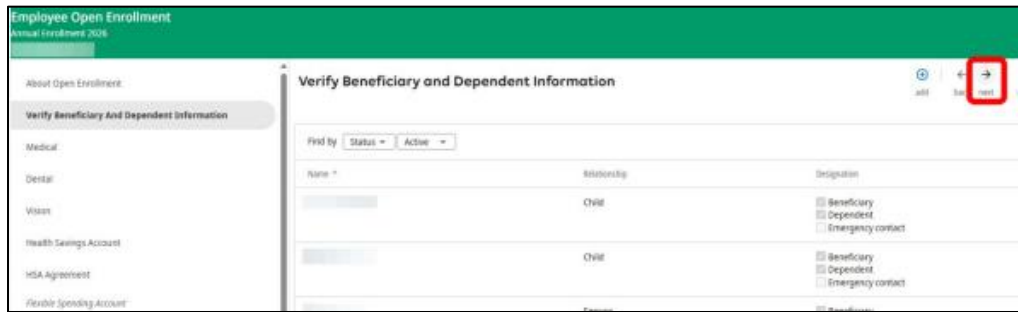 Employee Open Enrollment
Annual Enrollment 2026
About Open Enrollment
Verify Beneficiary And Dependent Information
Medical
Dental
Vision
Health Savings Account
HSA Agreement
Flexible Spending Account
Verify Beneficiary and Dependent Information
add back next
Find by Status Active
Name Relationship Designation
Child Beneficiary
Dependent
Emergency contact
Child Beneficiary
Dependent
Emergency contact
Beneficiary